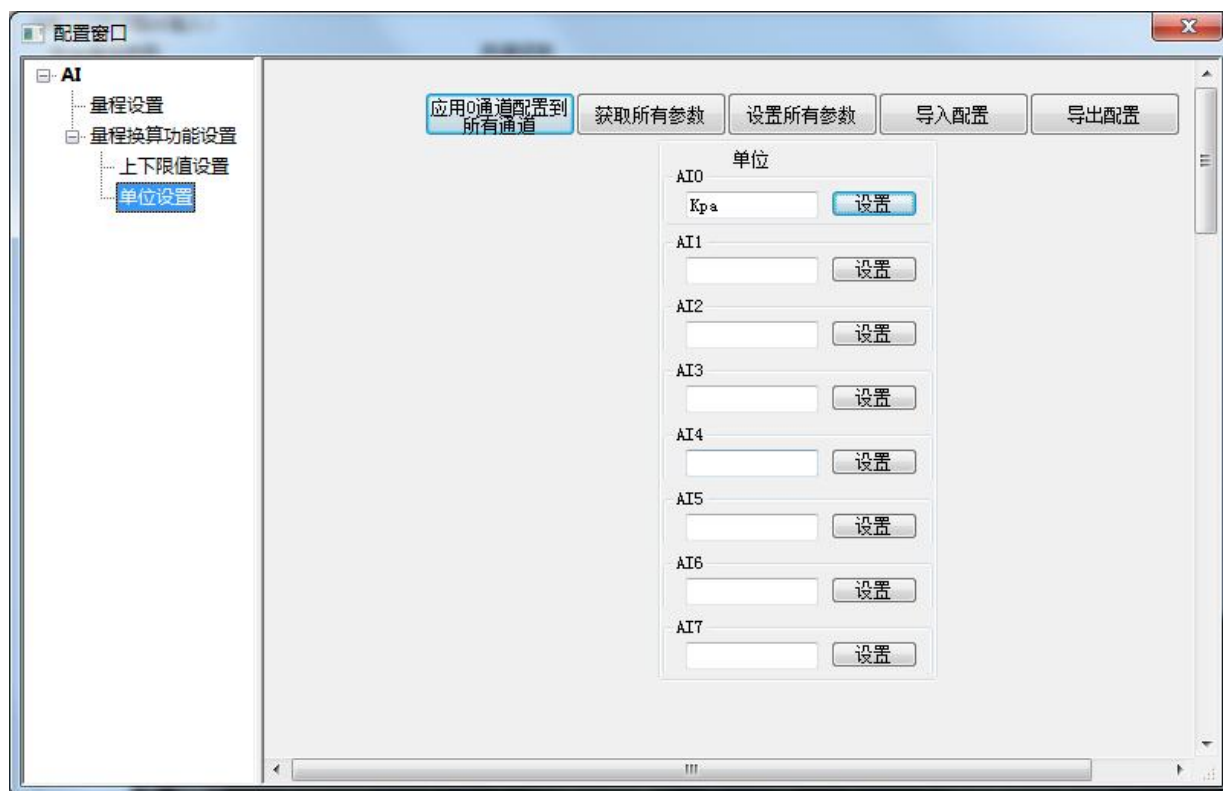 配置窗口
AI
量程设置
量程换算功能设置
上下限值设置
单位设置
应用0通道配置到
所有通道
获取所有参数
设置所有参数
导入配置
导出配置
单位
AI0
Kpa
设置
AI1
设置
AI2
设置
AI3
设置
AI4
设置
AI5
设置
AI6
设置
AI7
设置